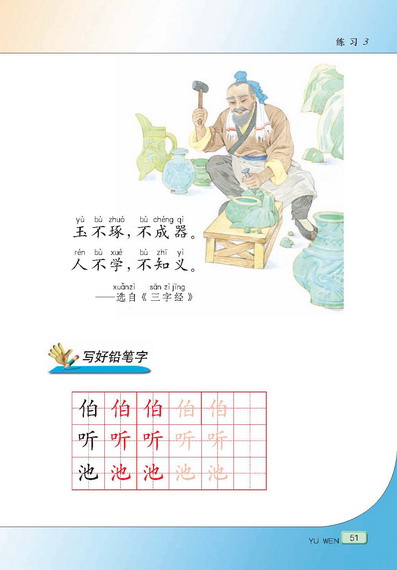 练习3
yù bù zhuó bù chéng qì
玉不琢，不成器。
rén bù xué bù zhī yì
人不学，不知义。
xuǎnzì sān zì jīng
——选自《三字经》
写好铅笔字
伯 伯 伯 伯 伯
听 听 听 听 听
池 池 池 池 池
YU WEN 51